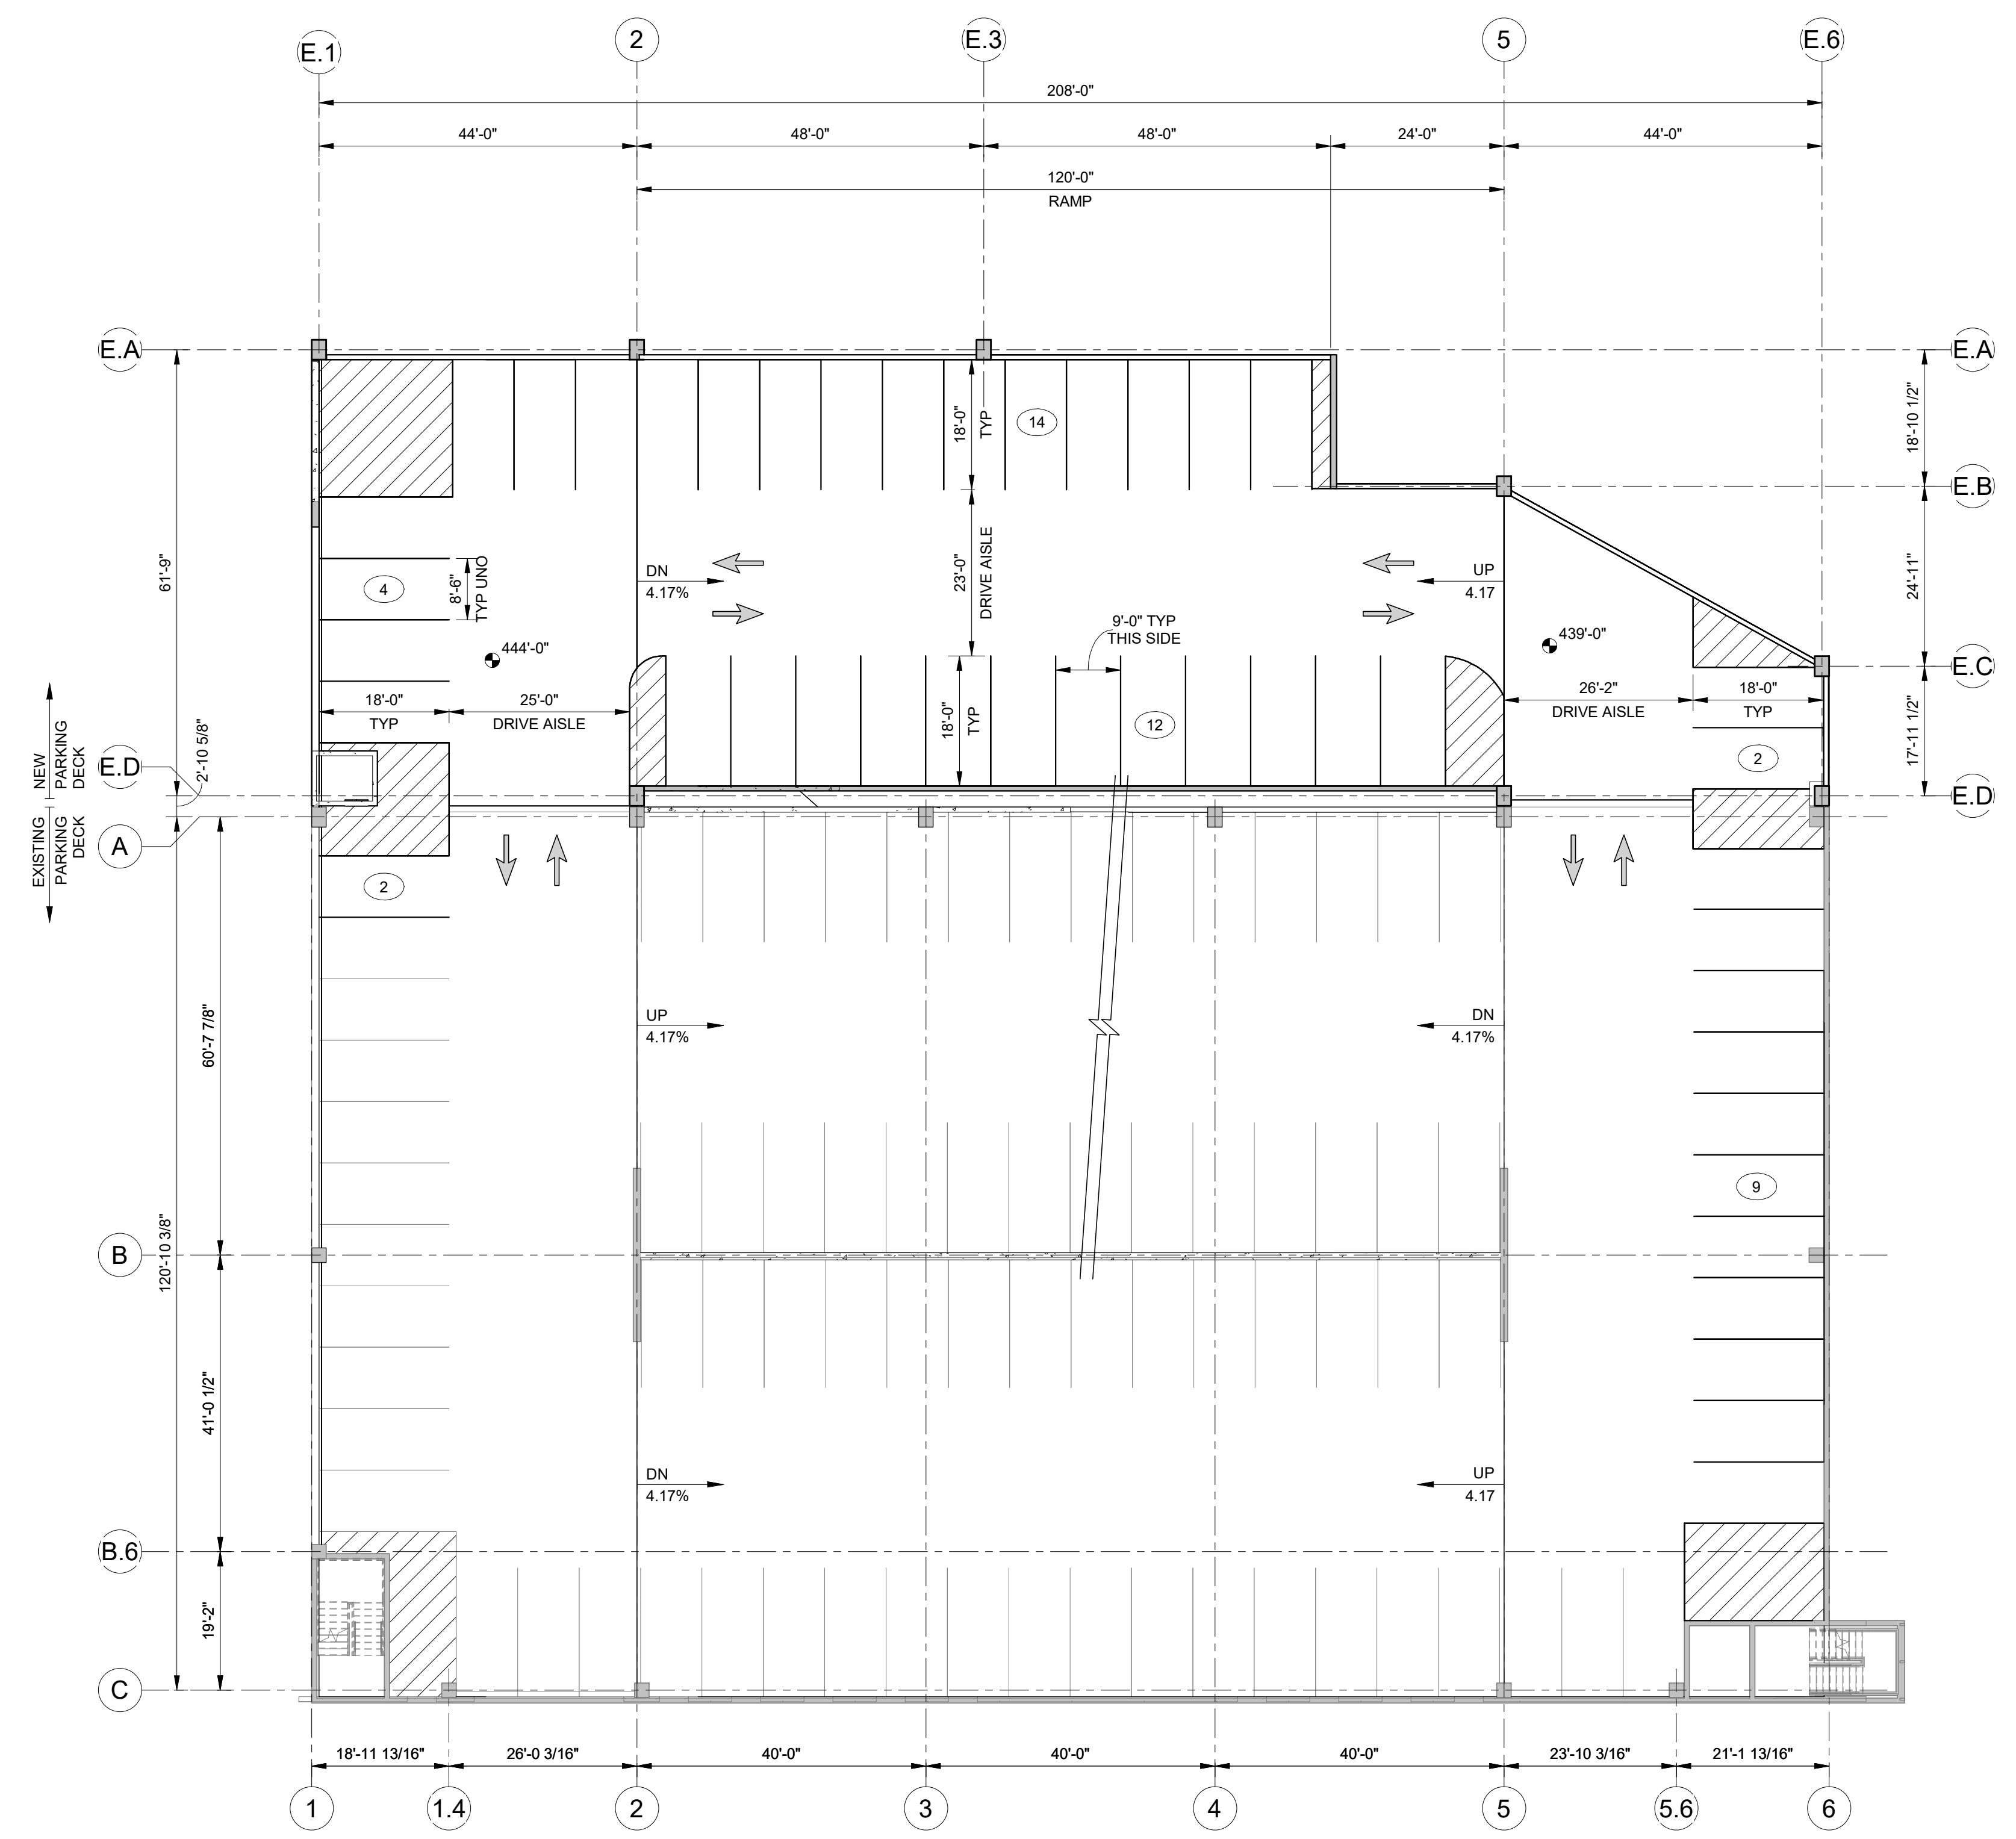 E.1
2
E.3
5
E.6
208'-0"
44'-0"
48'-0"
48'-0"
24'-0"
44'-0"
120'-0"
RAMP
E.A
E.A
18'-10 1/2"
18'-0"
TYP
14
E.B
61'-9"
24'-11"
23'-0"
DRIVE AISLE
8'-6"
TYP UNO
4
DN
4.17%
UP
4.17
9'-0" TYP
THIS SIDE
444'-0"
439'-0"
E.C
18'-0"
TYP
25'-0"
DRIVE AISLE
18'-0"
TYP
12
26'-2"
DRIVE AISLE
18'-0"
TYP
17'-11 1/2"
2
NEW
PARKING
DECK
E.D
2'-10 5/8"
E.D
EXISTING
PARKING
DECK
A
2
UP
4.17%
DN
4.17%
60'-7 7/8"
9
B
120'-10 3/8"
41'-0 1/2"
DN
4.17%
UP
4.17
B.6
19'-2"
C
18'-11 13/16"
26'-0 3/16"
40'-0"
40'-0"
40'-0"
23'-10 3/16"
21'-1 13/16"
1
1.4
2
3
4
5
5.6
6